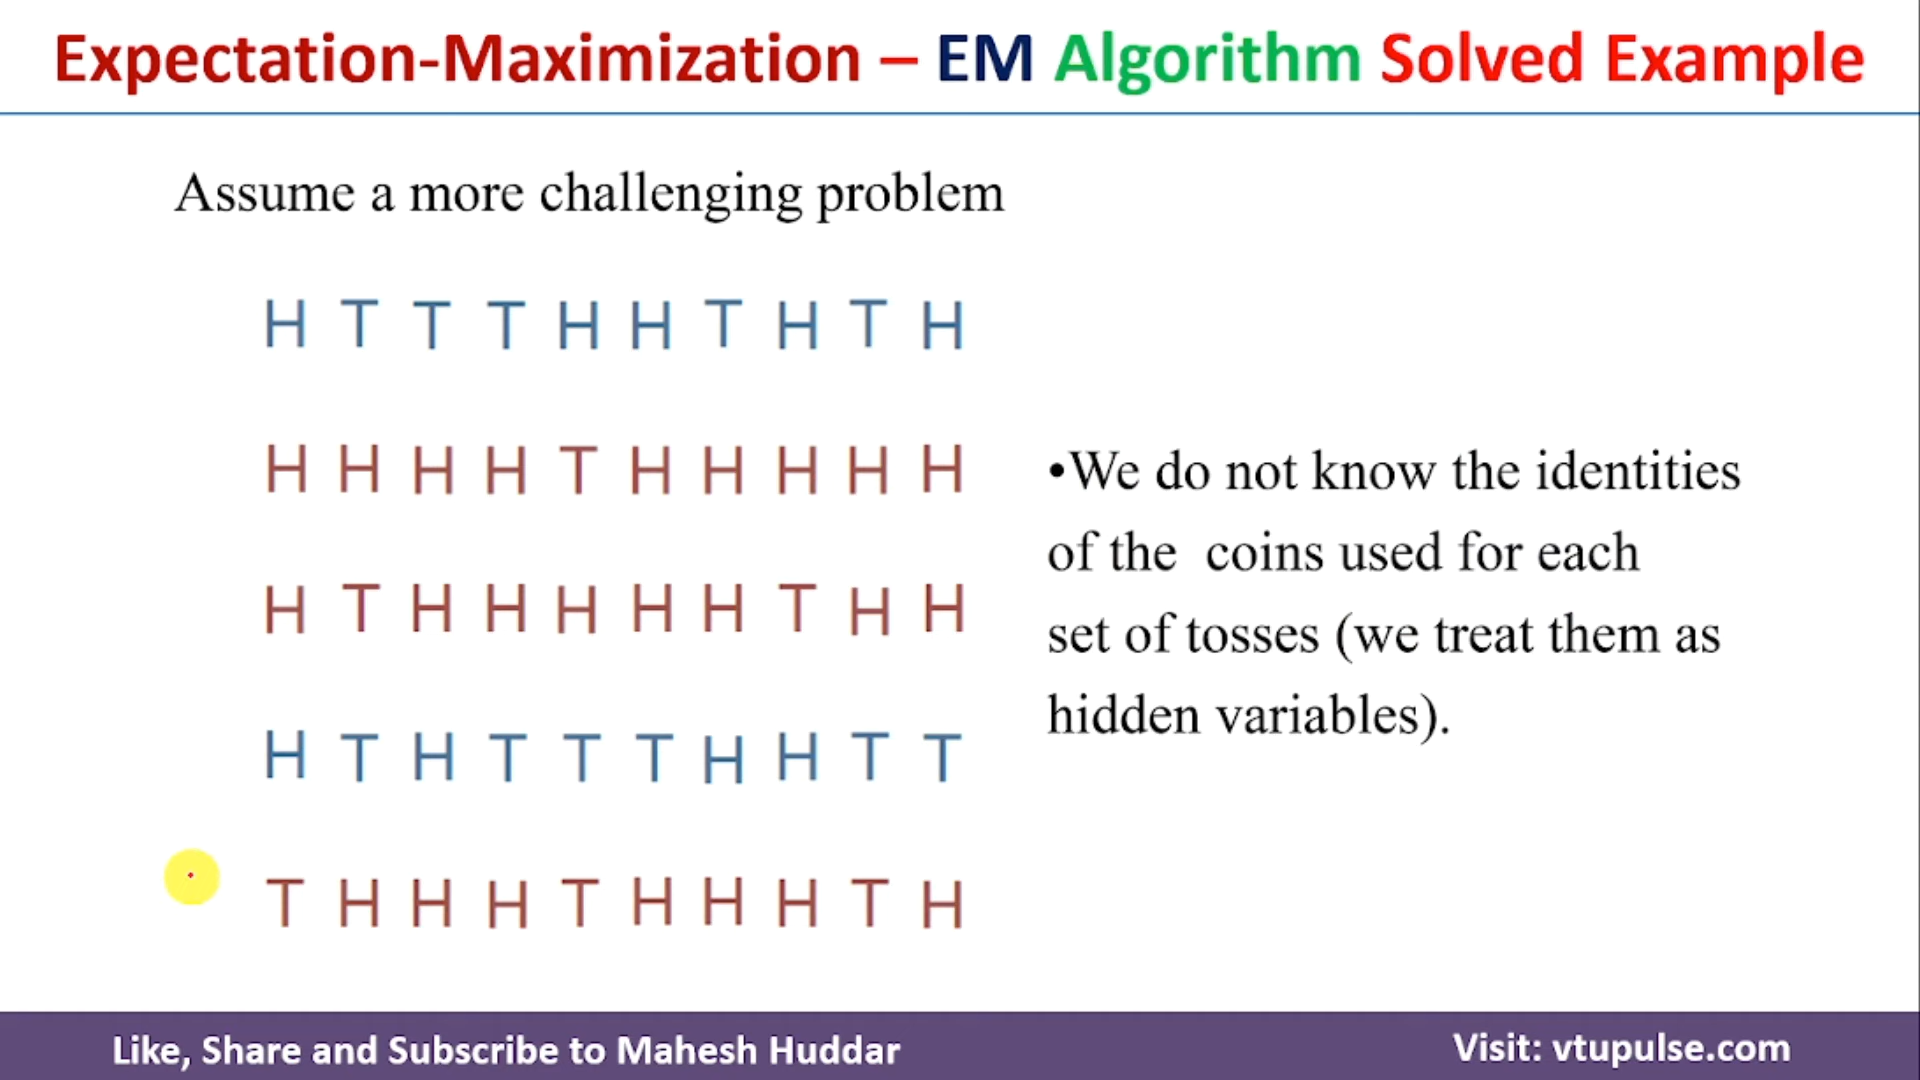 Expectation-Maximization – EM Algorithm Solved Example
Assume a more challenging problem
H T T T H H T H T H
H H H H T H H H H H
H T H H H H H T H H
H T H T T T H H T T
T H H H T H H H T H
•We do not know the identities
of the coins used for each
set of tosses (we treat them as
hidden variables).
Like, Share and Subscribe to Mahesh Huddar
Visit: vtupulse.com